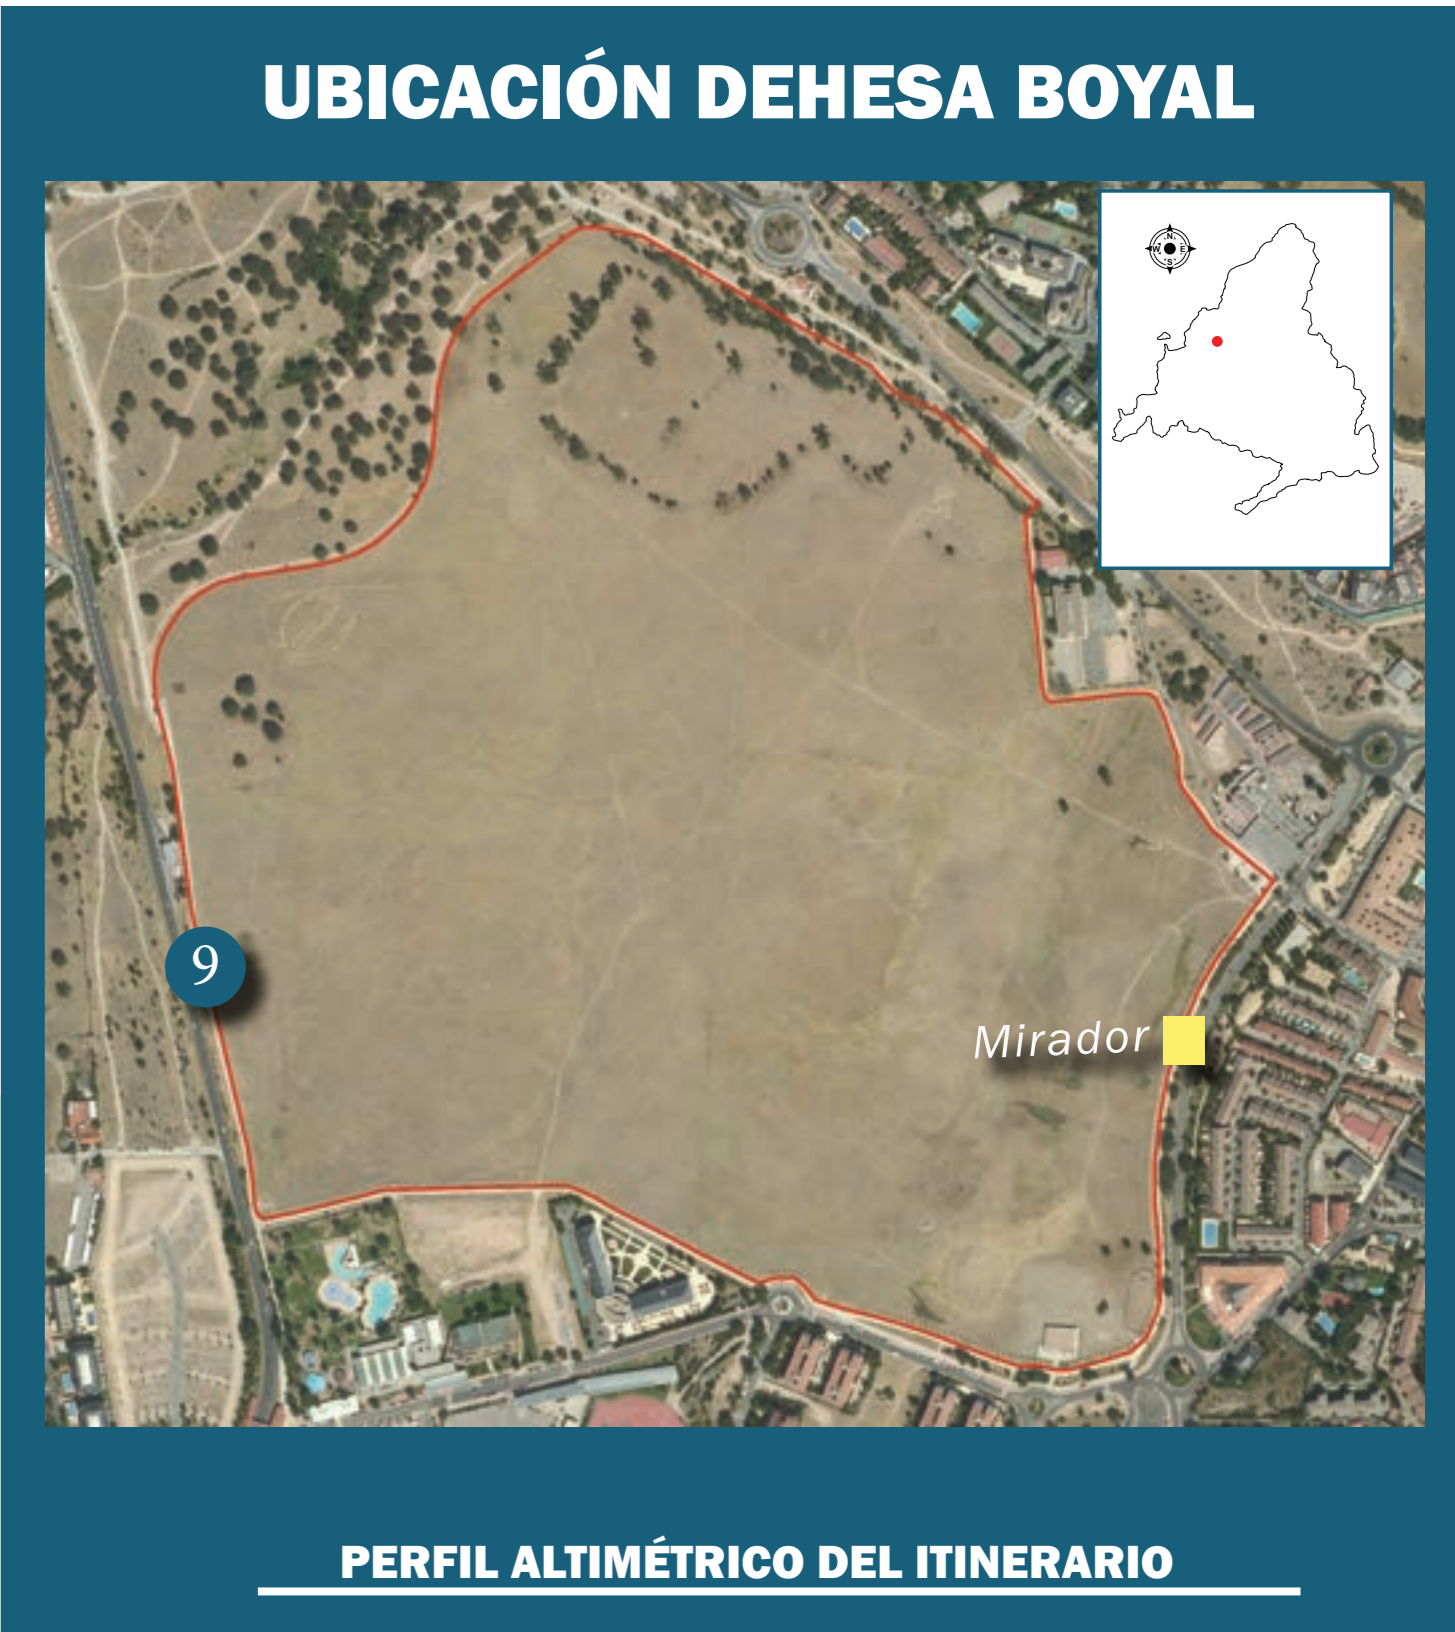 UBICACIÓN DEHESA BOYAL
N
W E
S
9
Mirador
PERFIL ALTIMÉTRICO DEL ITINERARIO